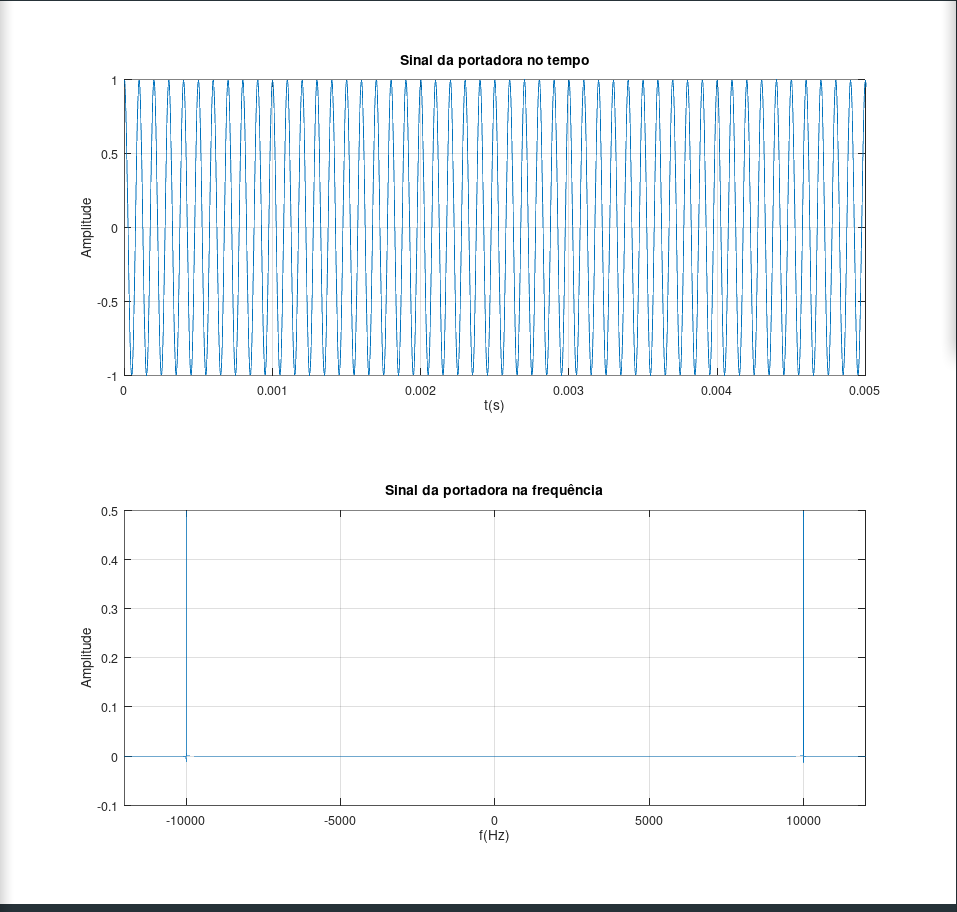 Sinal da portadora no tempo
1
0.5
0
-0.5
-1
Amplitude
0 0.001 0.002 0.003 0.004 0.005
t(s)
Sinal da portadora na frequência
0.5
0.4
0.3
0.2
0.1
0
-0.1
Amplitude
-10000 -5000 0 5000 10000
f(Hz)